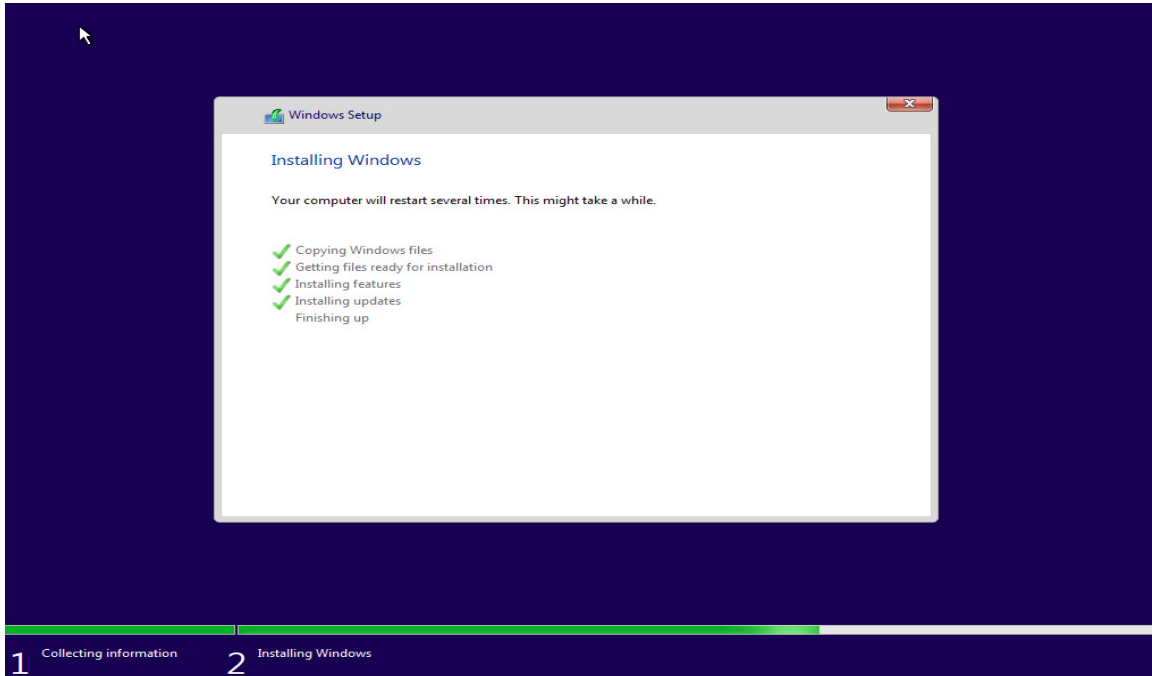 Windows Setup
Installing Windows
Your computer will restart several times. This might take a while.
Copying Windows files
Getting files ready for installation
Installing features
Installing updates
Finishing up
1 Collecting information
2 Installing Windows